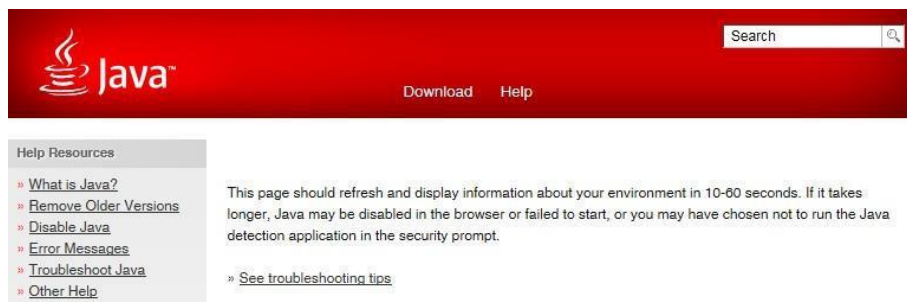 Java™
Search
Download Help
Help Resources
» What is Java?
» Remove Older Versions
» Disable Java
» Error Messages
» Troubleshoot Java
» Other Help
This page should refresh and display information about your environment in 10-60 seconds. If it takes
longer, Java may be disabled in the browser or failed to start, or you may have chosen not to run the Java
detection application in the security prompt.
» See troubleshooting tips